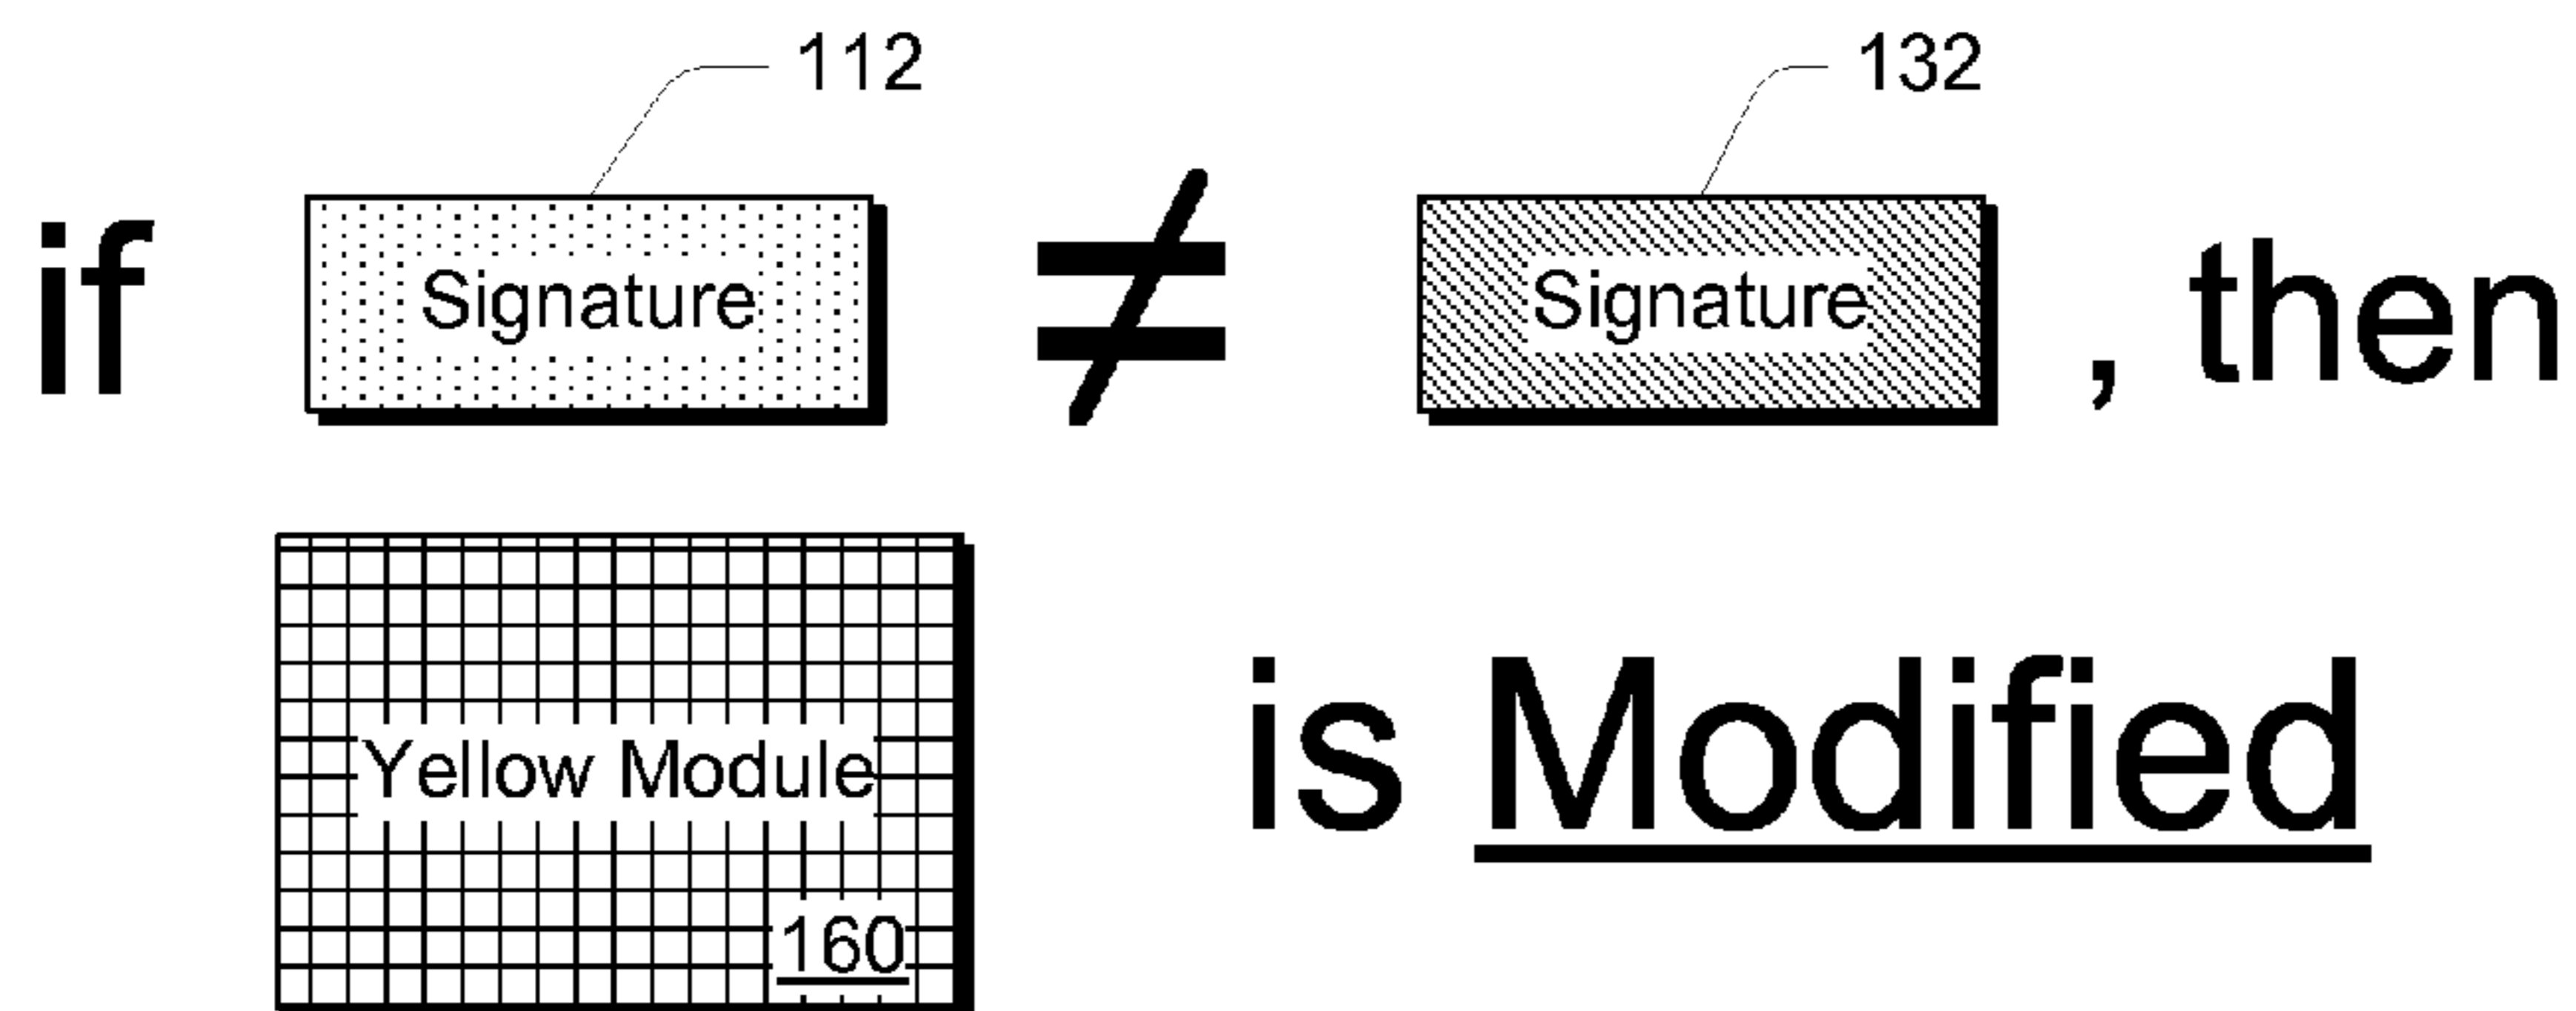 112 132
if Signature ≠ Signature , then
Yellow Module is Modified
160